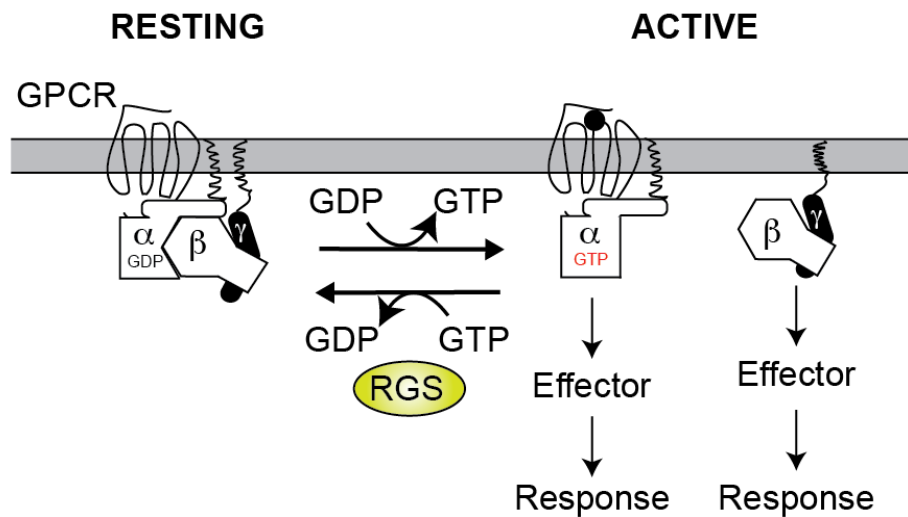 RESTING
ACTIVE
GPCR
α
GDP
β
γ
GDP GTP
GDP GTP
RGS
α
GTP
β
γ
Effector
Effector
Response
Response